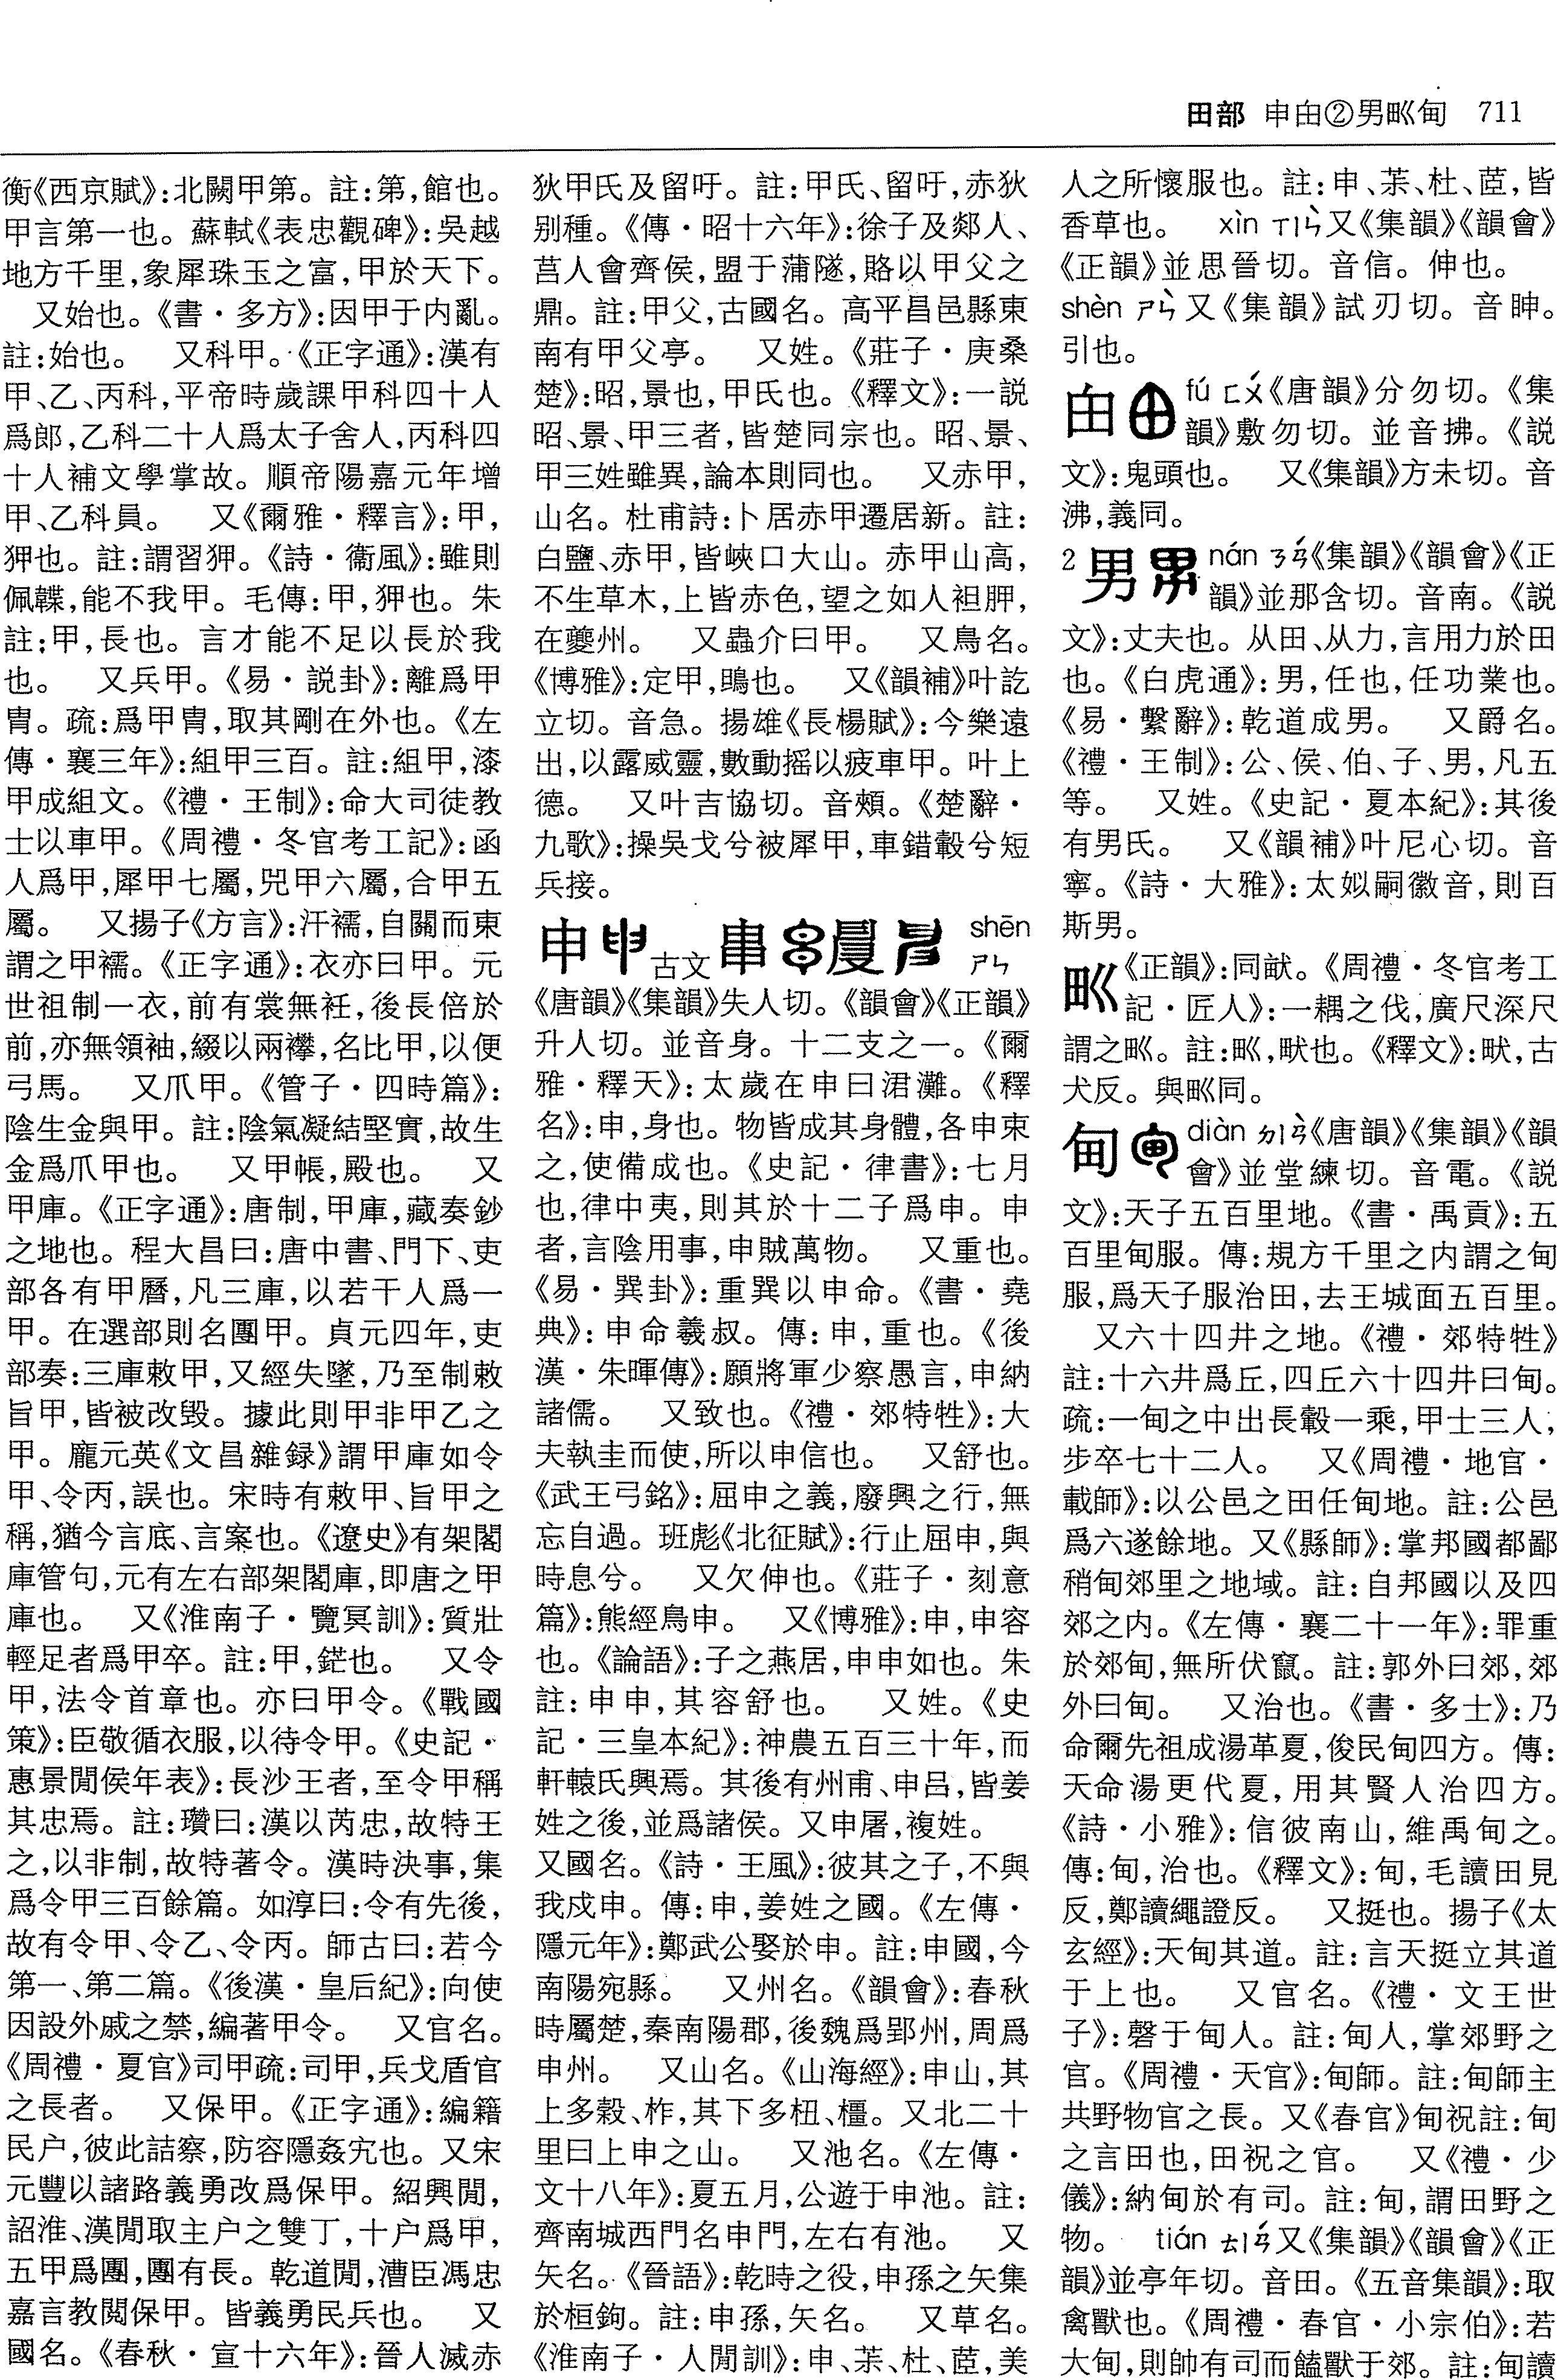 田部 申甶②男甽甸 711
衡《西京賦》:北闕甲第。註:第,館也。
甲言第一也。蘇軾《表忠觀碑》:吳越
地方千里,象犀珠玉之富,甲於天下。
又始也。《書·多方》:因甲于内亂。
註:始也。 又科甲。《正字通》:漢有
甲、乙、丙科,平帝時歲課甲科四十人
爲郎,乙科二十人爲太子舍人,丙科四
十人補文學掌故。順帝陽嘉元年增
甲、乙科員。 又《爾雅·釋言》:甲,
狎也。註:謂習狎。《詩·衞風》:雖則
佩韘,能不我甲。毛傳:甲,狎也。朱
註:甲,長也。言才能不足以長於我
也。 又兵甲。《易·説卦》:離爲甲
胄。疏:爲甲胄,取其剛在外也。《左
傳·襄三年》:組甲三百。註:組甲,漆
甲成組文。《禮·王制》:命大司徒教
士以車甲。《周禮·冬官考工記》:函
人爲甲,犀甲七屬,兕甲六屬,合甲五
屬。 又揚子《方言》:汗襦,自關而東
謂之甲襦。《正字通》:衣亦曰甲。元
世祖制一衣,前有裳無衽,後長倍於
前,亦無領袖,綴以兩襻,名比甲,以便
弓馬。 又爪甲。《管子·四時篇》:
陰生金與甲。註:陰氣凝結堅實,故生
金爲爪甲也。 又甲帳,殿也。 又
甲庫。《正字通》:唐制,甲庫,藏奏鈔
之地也。程大昌曰:唐中書、門下、吏
部各有甲曆,凡三庫,以若干人爲一
甲。在選部則名團甲。貞元四年,吏
部奏:三庫敕甲,又經失墜,乃至制敕
旨甲,皆被改毁。據此則甲非甲乙之
甲。龐元英《文昌雜録》謂甲庫如令
甲、令丙,誤也。宋時有敕甲、旨甲之
稱,猶今言底、言案也。《遼史》有架閣
庫管句,元有左右部架閣庫,即唐之甲
庫也。 又《淮南子·覽冥訓》:質壯
輕足者爲甲卒。註:甲,鋩也。 又令
甲,法令首章也。亦曰甲令。《戰國
策》:臣敬循衣服,以待令甲。《史記·
惠景閒侯年表》:長沙王者,至令甲稱
其忠焉。註:瓚曰:漢以芮忠,故特王
之,以非制,故特著令。漢時決事,集
爲令甲三百餘篇。如淳曰:令有先後,
故有令甲、令乙、令丙。師古曰:若今
第一、第二篇。《後漢·皇后紀》:向使
因設外戚之禁,編著甲令。 又官名。
《周禮·夏官》司甲疏:司甲,兵戈盾官
之長者。 又保甲。《正字通》:編籍
民户,彼此詰察,防容隱姦宄也。又宋
元豐以諸路義勇改爲保甲。紹興閒,
詔淮、漢閒取主户之雙丁,十户爲甲,
五甲爲團,團有長。乾道閒,漕臣馮忠
嘉言教閲保甲。皆義勇民兵也。 又
國名。《春秋·宣十六年》:晉人滅赤
狄甲氏及留吁。註:甲氏、留吁,赤狄
别種。《傳·昭十六年》:徐子及郯人、
莒人會齊侯,盟于蒲隧,賂以甲父之
鼎。註:甲父,古國名。高平昌邑縣東
南有甲父亭。 又姓。《莊子·庚桑
楚》:昭,景也,甲氏也。《釋文》:一説
昭、景、甲三者,皆楚同宗也。昭、景、
甲三姓雖異,論本則同也。 又赤甲,
山名。杜甫詩:卜居赤甲遷居新。註:
白鹽、赤甲,皆峽口大山。赤甲山高,
不生草木,上皆赤色,望之如人袒胛,
在夔州。 又蟲介曰甲。 又鳥名。
《博雅》:定甲,鴠也。 又《韻補》叶訖
立切。音急。揚雄《長楊賦》:今樂遠
出,以露威靈,數動摇以疲車甲。叶上
德。 又叶吉協切。音頰。《楚辭·
九歌》:操吳戈兮被犀甲,車錯轂兮短
兵接。
申 古文 shēn
ㄕㄣ
《唐韻》《集韻》失人切。《韻會》《正韻》
升人切。並音身。十二支之一。《爾
雅·釋天》:太歲在申曰涒灘。《釋
名》:申,身也。物皆成其身體,各申束
之,使備成也。《史記·律書》:七月
也,律中夷,則其於十二子爲申。申
者,言陰用事,申賊萬物。 又重也。
《易·巽卦》:重巽以申命。《書·堯
典》:申命羲叔。傳:申,重也。《後
漢·朱暉傳》:願將軍少察愚言,申納
諸儒。 又致也。《禮·郊特牲》:大
夫執圭而使,所以申信也。 又舒也。
《武王弓銘》:屈申之義,廢興之行,無
忘自過。班彪《北征賦》:行止屈申,與
時息兮。 又欠伸也。《莊子·刻意
篇》:熊經鳥申。 又《博雅》:申,申容
也。《論語》:子之燕居,申申如也。朱
註:申申,其容舒也。 又姓。《史
記·三皇本紀》:神農五百三十年,而
軒轅氏興焉。其後有州甫、申吕,皆姜
姓之後,並爲諸侯。又申屠,複姓。
又國名。《詩·王風》:彼其之子,不與
我戍申。傳:申,姜姓之國。《左傳·
隱元年》:鄭武公娶於申。註:申國,今
南陽宛縣。 又州名。《韻會》:春秋
時屬楚,秦南陽郡,後魏爲郢州,周爲
申州。 又山名。《山海經》:申山,其
上多榖、柞,其下多杻、橿。又北二十
里曰上申之山。 又池名。《左傳·
文十八年》:夏五月,公遊于申池。註:
齊南城西門名申門,左右有池。 又
矢名。《晉語》:乾時之役,申孫之矢集
於桓鉤。註:申孫,矢名。 又草名。
《淮南子·人閒訓》:申、茮、杜、茝,美
人之所懷服也。註:申、茮、杜、茝,皆
香草也。 xìn ㄒㄧㄣˋ又《集韻》《韻會》
《正韻》並思晉切。音信。伸也。
shèn ㄕㄣˋ又《集韻》試刃切。音眒。
引也。
甶 fú ㄈㄨˊ《唐韻》分勿切。《集
韻》敷勿切。並音拂。《説
文》:鬼頭也。 又《集韻》方未切。音
沸,義同。
2 男 nán ㄋㄢˊ《集韻》《韻會》《正
韻》並那含切。音南。《説
文》:丈夫也。从田、从力,言用力於田
也。《白虎通》:男,任也,任功業也。
《易·繫辭》:乾道成男。 又爵名。
《禮·王制》:公、侯、伯、子、男,凡五
等。 又姓。《史記·夏本紀》:其後
有男氏。 又《韻補》叶尼心切。音
寧。《詩·大雅》:太姒嗣徽音,則百
斯男。
甽《正韻》:同畎。《周禮·冬官考工
記·匠人》:一耦之伐,廣尺深尺
謂之甽。註:甽,畎也。《釋文》:畎,古
犬反。與甽同。
甸 diàn ㄉㄧㄢˋ《唐韻》《集韻》《韻
會》並堂練切。音電。《説
文》:天子五百里地。《書·禹貢》:五
百里甸服。傳:規方千里之内謂之甸
服,爲天子服治田,去王城面五百里。
又六十四井之地。《禮·郊特牲》
註:十六井爲丘,四丘六十四井曰甸。
疏:一甸之中出長轂一乘,甲士三人,
步卒七十二人。 又《周禮·地官·
載師》:以公邑之田任甸地。註:公邑
爲六遂餘地。又《縣師》:掌邦國都鄙
稍甸郊里之地域。註:自邦國以及四
郊之内。《左傳·襄二十一年》:罪重
於郊甸,無所伏竄。註:郭外曰郊,郊
外曰甸。 又治也。《書·多士》:乃
命爾先祖成湯革夏,俊民甸四方。傳:
天命湯更代夏,用其賢人治四方。
《詩·小雅》:信彼南山,維禹甸之。
傳:甸,治也。《釋文》:甸,毛讀田見
反,鄭讀繩證反。 又挺也。揚子《太
玄經》:天甸其道。註:言天挺立其道
于上也。 又官名。《禮·文王世
子》:磬于甸人。註:甸人,掌郊野之
官。《周禮·天官》:甸師。註:甸師主
共野物官之長。又《春官》甸祝註:甸
之言田也,田祝之官。 又《禮·少
儀》:納甸於有司。註:甸,謂田野之
物。 tián ㄊㄧㄢˊ又《集韻》《韻會》《正
韻》並亭年切。音田。《五音集韻》:取
禽獸也。《周禮·春官·小宗伯》:若
大甸,則帥有司而饁獸于郊。註:甸讀